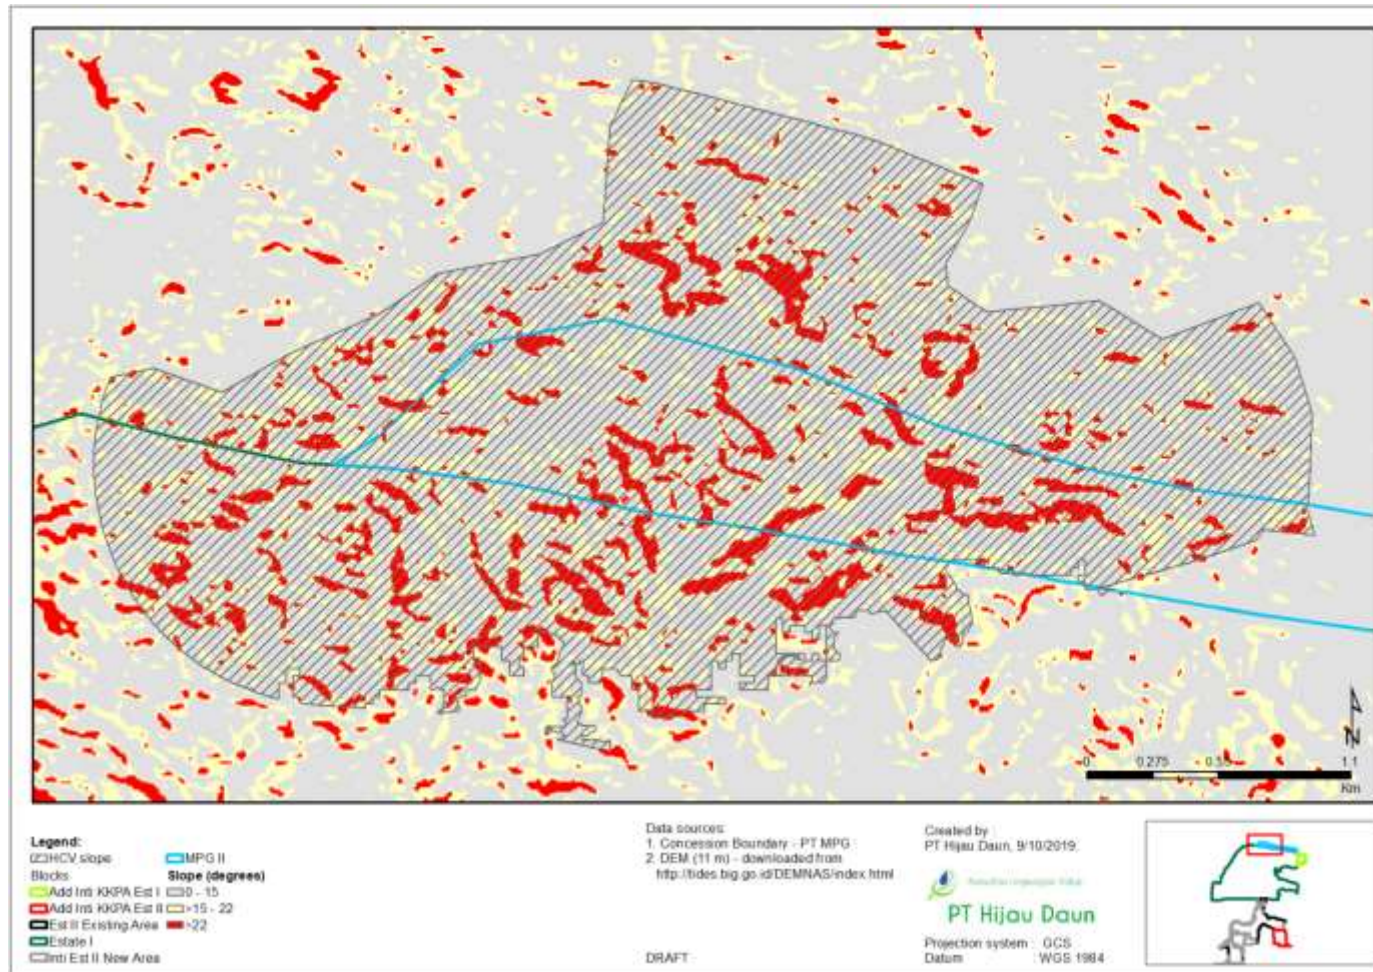 N
0 0.275 0.55 1.1
Km
Legend:
HCV slope
MPG II
Blocks
Slope (degrees)
Add Inti KKPA Est I
0 - 15
Add Inti KKPA Est II
>15 - 22
Est II Existing Area
>22
Estate I
Inti Est II New Area
Data sources:
1. Concession Boundary - PT MPG
2. DEM (11 m) - downloaded from
http://tides.big.go.id/DEMNAS/index.html
DRAFT
Created by :
PT Hijau Daun, 9/10/2019.
PT Hijau Daun
Projection system : GCS
Datum : WGS 1984